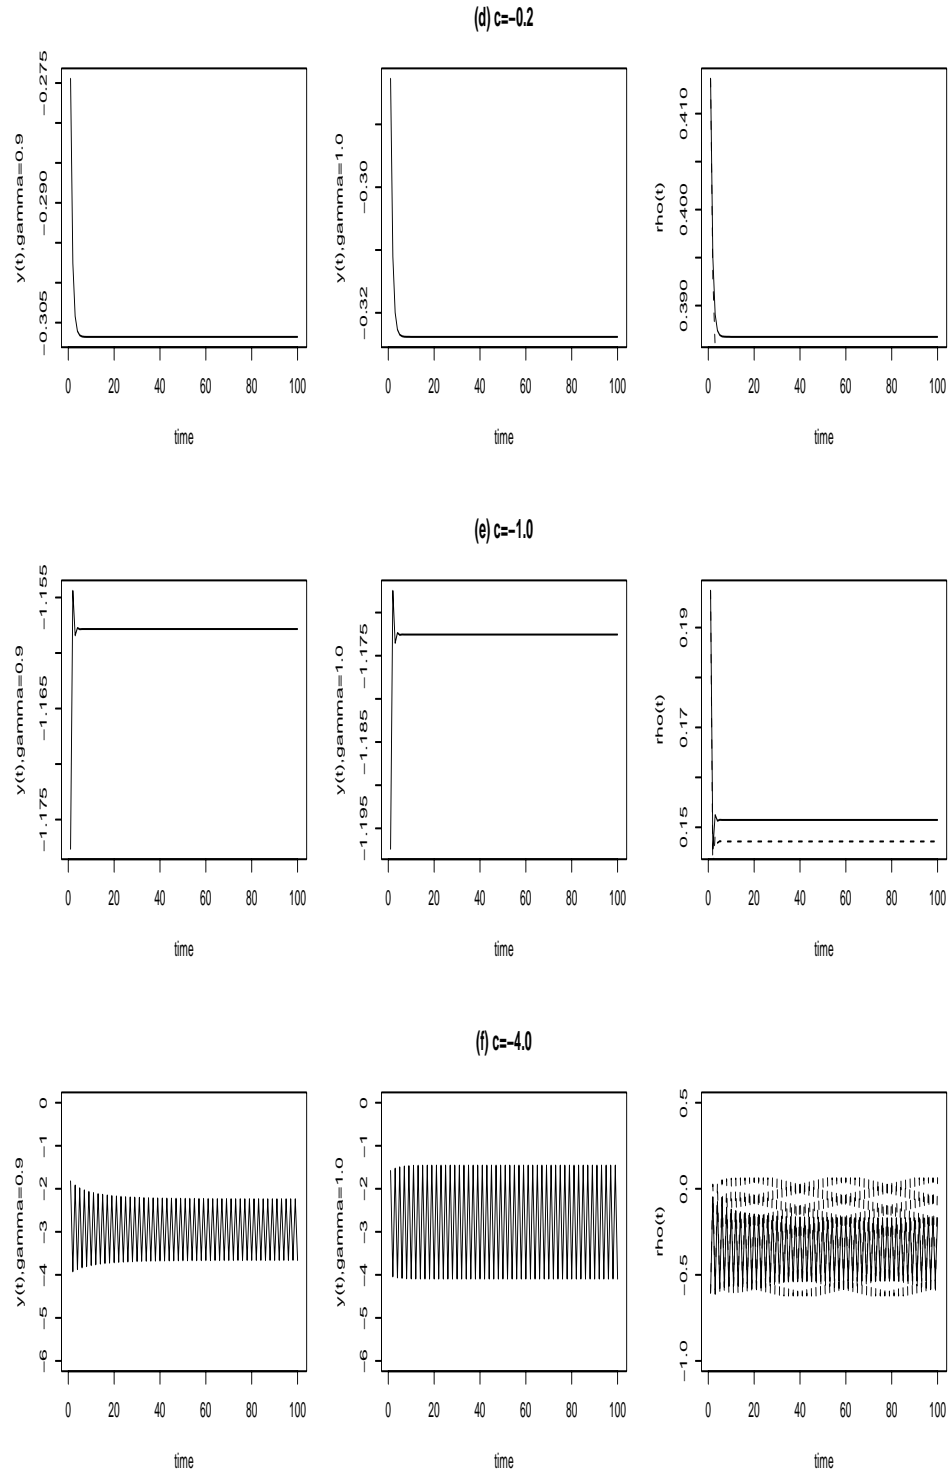 (d) c=−0.2
y(t),gamma=0.9
−0.305 −0.290 −0.275
0 20 40 60 80 100
time
y(t),gamma=1.0
−0.32 −0.30
0 20 40 60 80 100
time
rho(t)
0.390 0.400 0.410
0 20 40 60 80 100
time
(e) c=−1.0
y(t),gamma=0.9
−1.175 −1.165 −1.155
0 20 40 60 80 100
time
y(t),gamma=1.0
−1.195 −1.185 −1.175
0 20 40 60 80 100
time
rho(t)
0.15 0.17 0.19
0 20 40 60 80 100
time
(f) c=−4.0
y(t),gamma=0.9
−6 −5 −4 −3 −2 −1 0
0 20 40 60 80 100
time
y(t),gamma=1.0
−6 −5 −4 −3 −2 −1 0
0 20 40 60 80 100
time
rho(t)
−1.0 −0.5 0.0 0.5
0 20 40 60 80 100
time